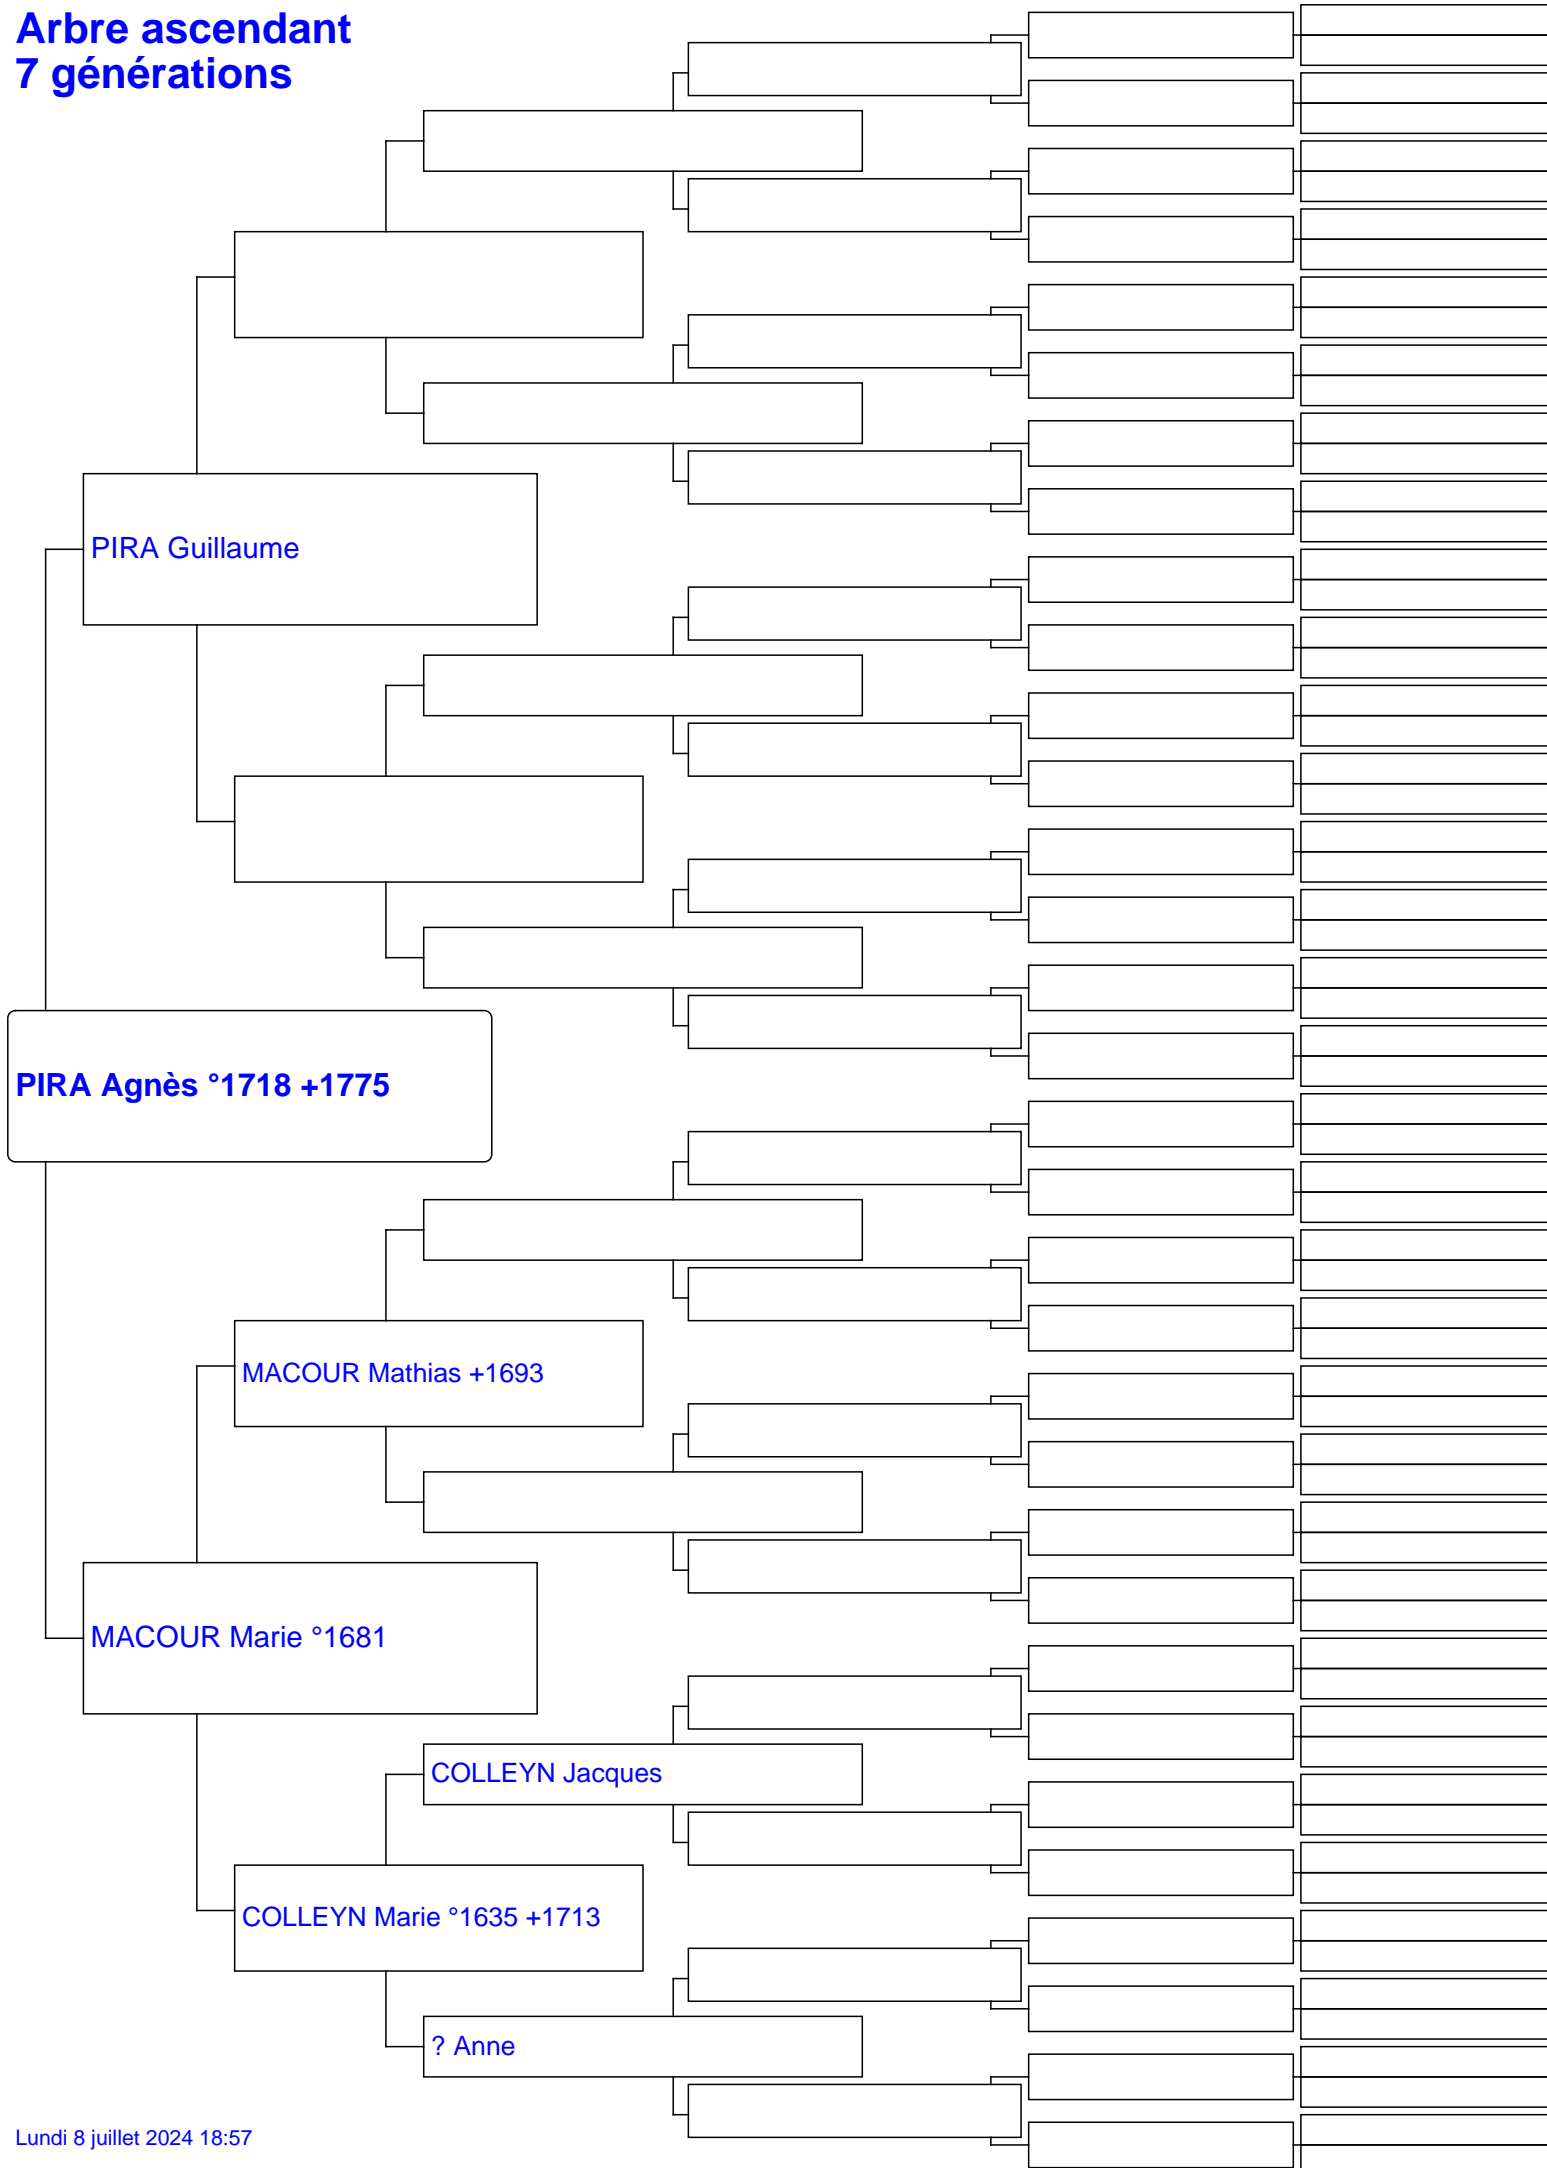 Arbre ascendant
7 générations
PIRA Guillaume
PIRA Agnès °1718 +1775
MACOUR Mathias +1693
MACOUR Marie °1681
COLLEYN Jacques
COLLEYN Marie °1635 +1713
? Anne
Lundi 8 juillet 2024 18:57